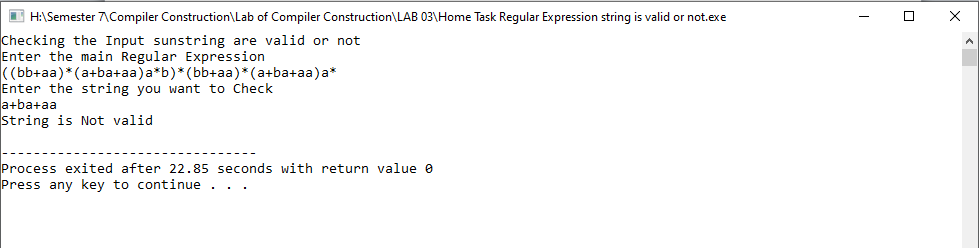 H:\Semester 7\Compiler Construction\Lab of Compiler Construction\LAB 03\Home Task Regular Expression string is valid or not.exe
Checking the Input sunstring are valid or not
Enter the main Regular Expression
((bb+aa)*(a+ba+aa)a*b)*(bb+aa)*(a+ba+aa)a*
Enter the string you want to Check
a+ba+aa
String is Not valid
--------------------------------
Process exited after 22.85 seconds with return value 0
Press any key to continue . . .